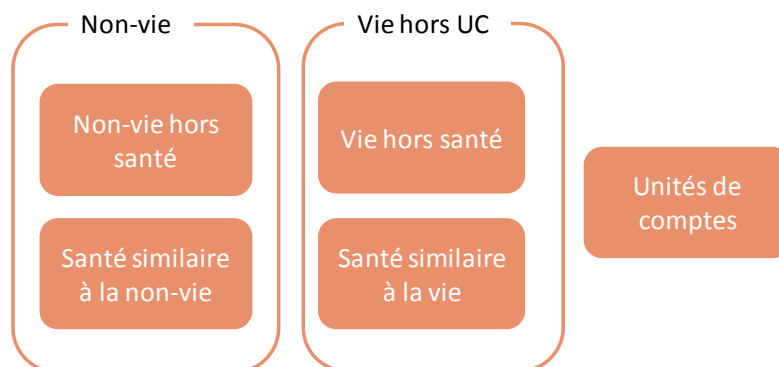 Non-vie
Vie hors UC
Non-vie hors
santé
Vie hors santé
Unités de
comptes
Santé similaire
à la non-vie
Santé similaire
à la vie